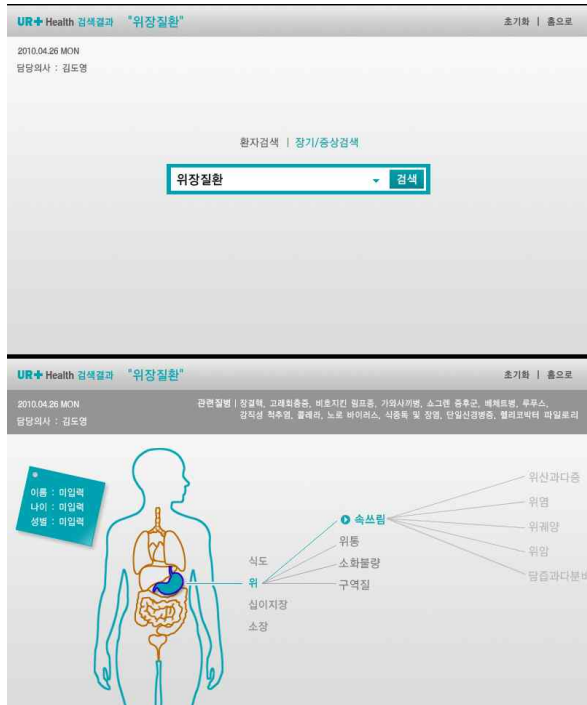 UR+ Health 검색결과 "위장질환" 초기화 | 홈으로
2010.04.26 MON
담당의사 : 김도영
환자검색 | 장기/증상검색
위장질환 검색
UR+ Health 검색결과 "위장질환" 초기화 | 홈으로
2010.04.26 MON
담당의사 : 김도영
관련질병 | 장결핵, 고래회충증, 비호지킨 림프종, 가와사끼병, 쇼그렌 증후군, 베체트병, 루푸스,
강직성 척추염, 콜레라, 노로 바이러스, 식중독 및 장염, 단일신경병증, 헬리코박터 파일로리
이름 : 미입력
나이 : 미입력
성별 : 미입력
식도
위
십이지장
소장
속쓰림
위통
소화불량
구역질
위산과다증
위염
위궤양
위암
담즙과다분비